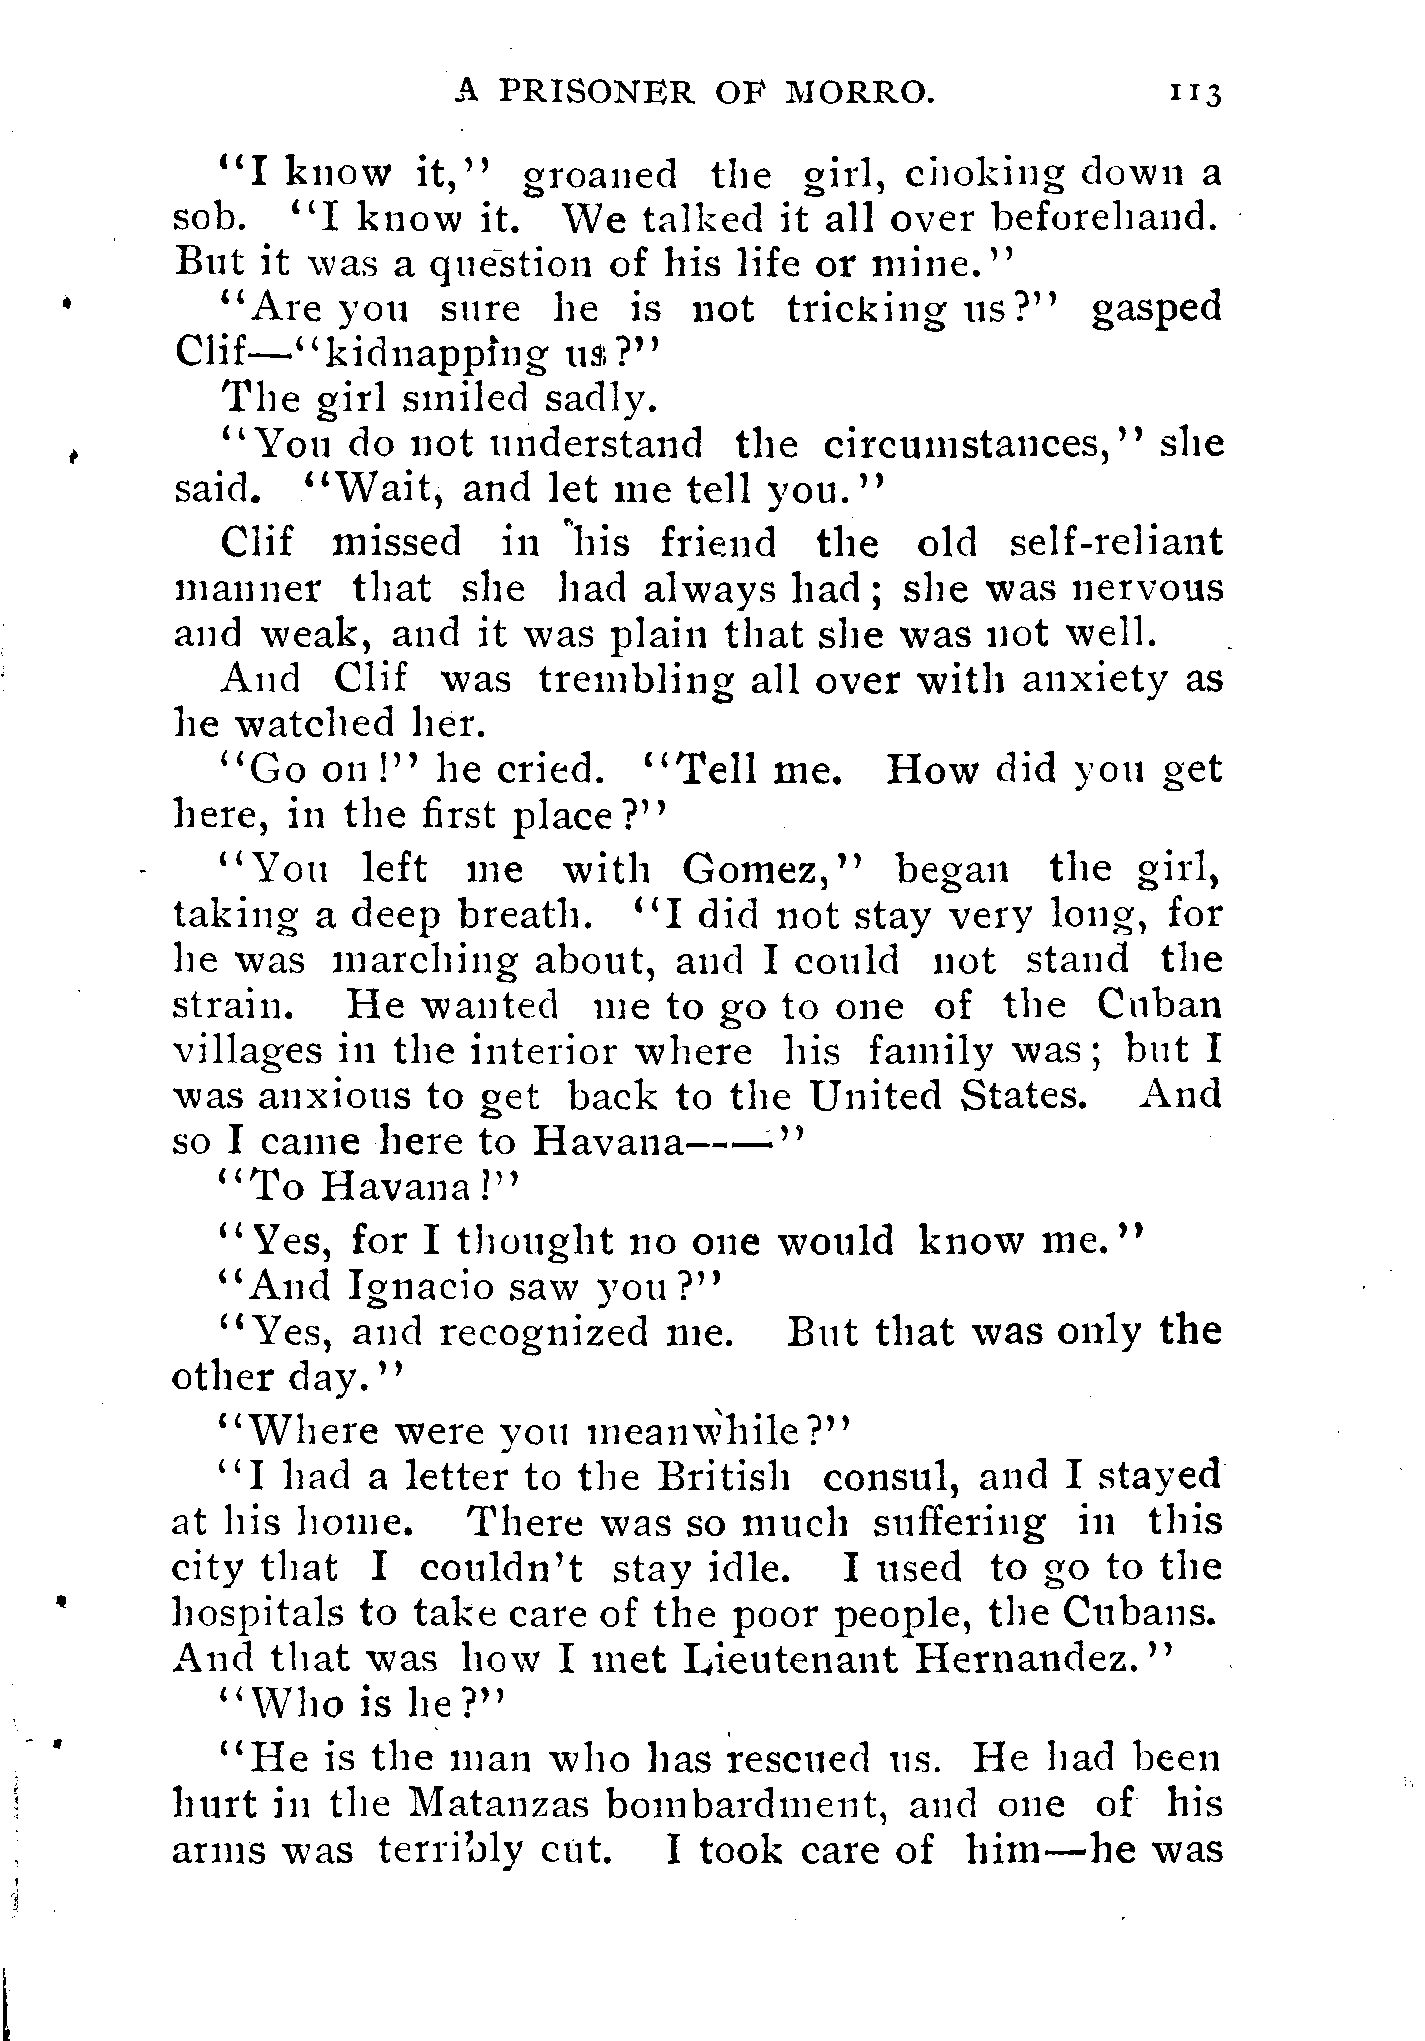 A PRISONER OF MORRO. 113
"I know it," groaned the girl, choking down a
sob. "I know it. We talked it all over beforehand.
But it was a question of his life or mine."
"Are you sure he is not tricking us?" gasped
Clif—"kidnapping us?"
The girl smiled sadly.
"You do not understand the circumstances," she
said. "Wait, and let me tell you."
Clif missed in his friend the old self-reliant
manner that she had always had; she was nervous
and weak, and it was plain that she was not well.
And Clif was trembling all over with anxiety as
he watched her.
"Go on!" he cried. "Tell me. How did you get
here, in the first place?"
"You left me with Gomez," began the girl,
taking a deep breath. "I did not stay very long, for
he was marching about, and I could not stand the
strain. He wanted me to go to one of the Cuban
villages in the interior where his family was; but I
was anxious to get back to the United States. And
so I came here to Havana——"
"To Havana!"
"Yes, for I thought no one would know me."
"And Ignacio saw you?"
"Yes, and recognized me. But that was only the
other day."
"Where were you meanwhile?"
"I had a letter to the British consul, and I stayed
at his home. There was so much suffering in this
city that I couldn't stay idle. I used to go to the
hospitals to take care of the poor people, the Cubans.
And that was how I met Lieutenant Hernandez."
"Who is he?"
"He is the man who has rescued us. He had been
hurt in the Matanzas bombardment, and one of his
arms was terribly cut. I took care of him—he was